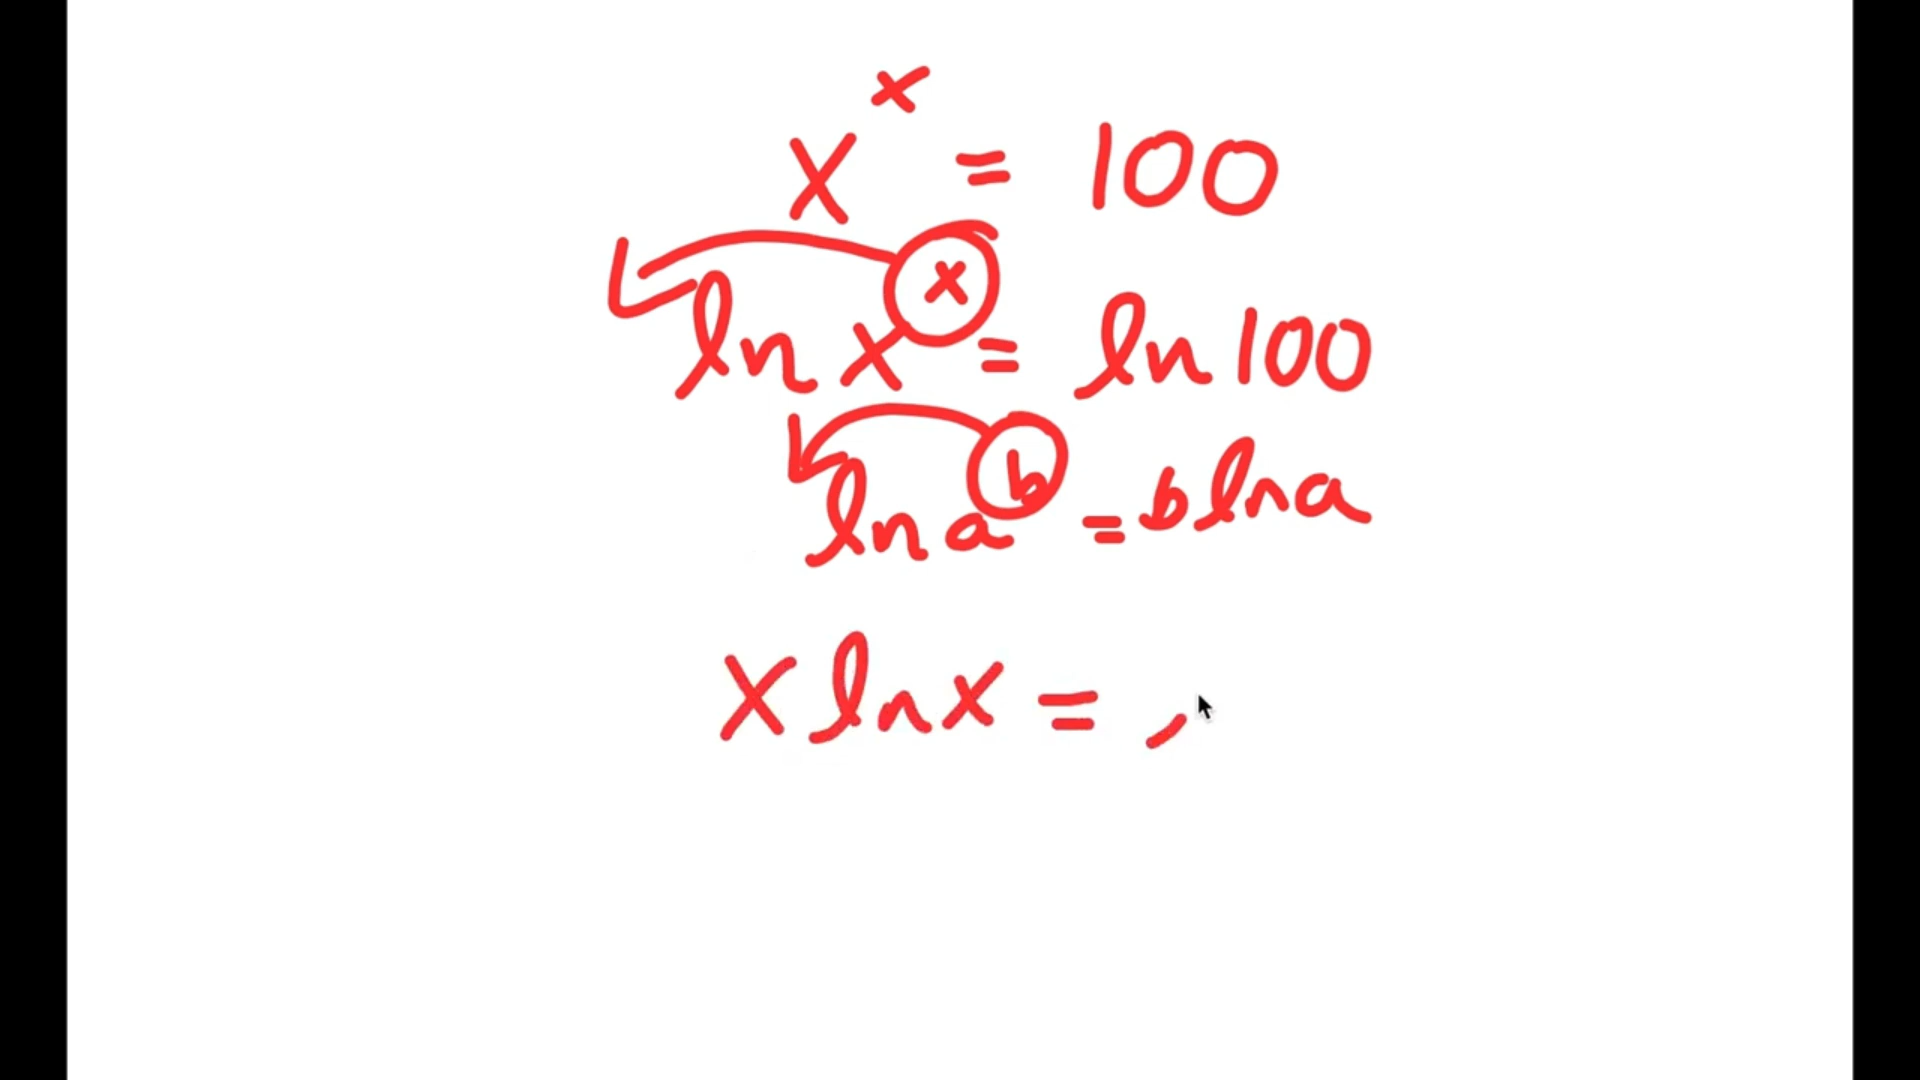 x^x = 100
ln x^x = ln 100
ln a^b = b ln a
x ln x =